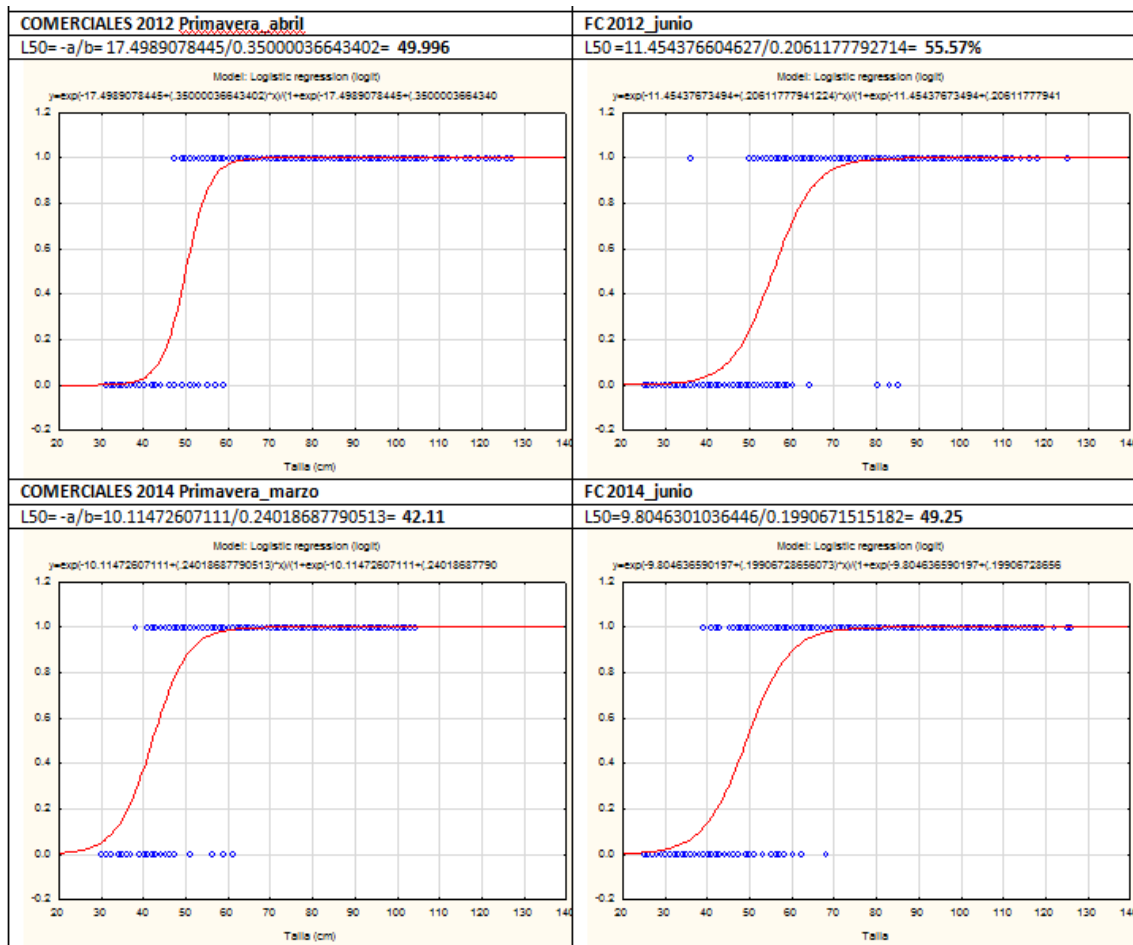 COMERCIALES 2012 Primavera_abril
L50= -a/b= 17.4989078445/0.35000036643402= 49.996
Model: Logistic regression (logit)
y=exp(-17.4989078445+(.35000036643402)*x)/(1+exp(-17.4989078445+(.3500003664340
1.2
1.0
0.8
0.6
0.4
0.2
0.0
-0.2
20 30 40 50 60 70 80 90 100 110 120 130 140
Talla (cm)
FC 2012_junio
L50 =11.454376604627/0.2061177792714= 55.57%
Model: Logistic regression (logit)
y=exp(-11.45437673494+(.20611777941224)*x)/(1+exp(-11.45437673494+(.20611777941
1.2
1.0
0.8
0.6
0.4
0.2
0.0
-0.2
20 30 40 50 60 70 80 90 100 110 120 130 140
Talla
COMERCIALES 2014 Primavera_marzo
L50= -a/b=10.11472607111/0.24018687790513= 42.11
Model: Logistic regression (logit)
y=exp(-10.11472607111+(.24018687790513)*x)/(1+exp(-10.11472607111+(.24018687790
1.2
1.0
0.8
0.6
0.4
0.2
0.0
-0.2
20 30 40 50 60 70 80 90 100 110 120 130 140
Talla (cm)
FC 2014_junio
L50=9.8046301036446/0.1990671515182= 49.25
Model: Logistic regression (logit)
y=exp(-9.804636590197+(.19906728656073)*x)/(1+exp(-9.804636590197+(.19906728656
1.2
1.0
0.8
0.6
0.4
0.2
0.0
-0.2
20 30 40 50 60 70 80 90 100 110 120 130 140
Talla